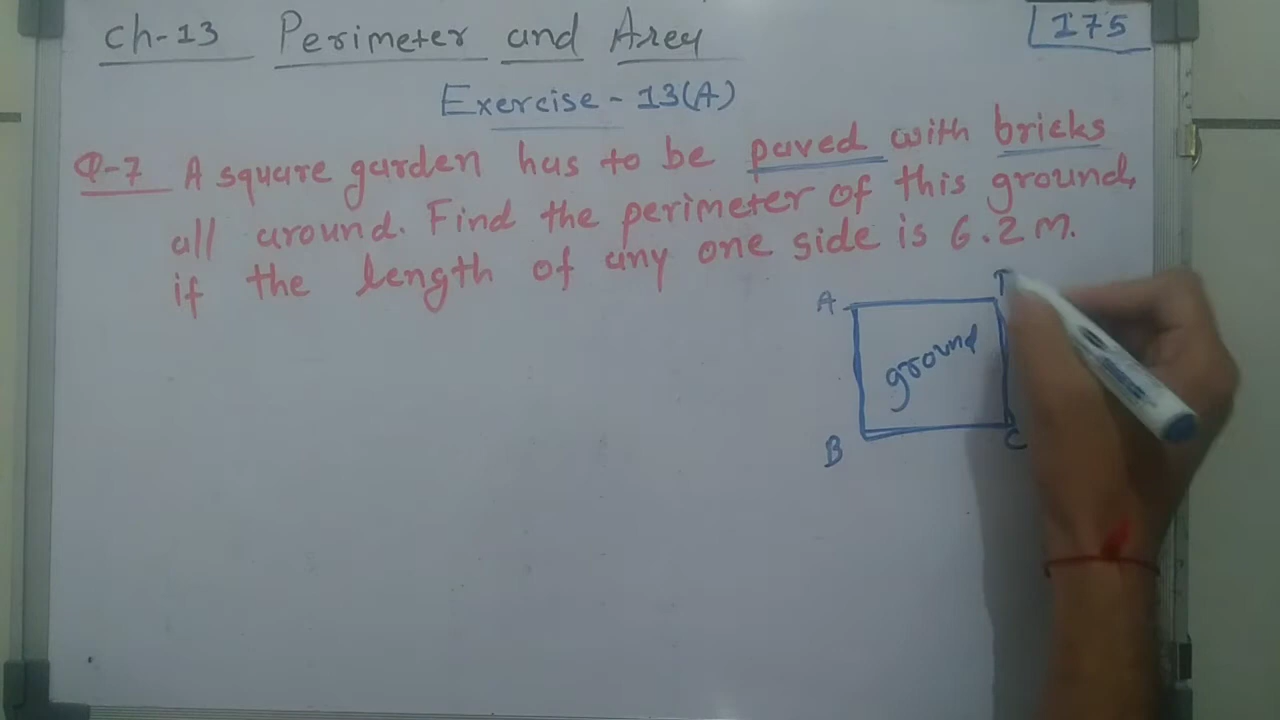 Ch-13 Perimeter and Area
175
Exercise - 13(A)
Q-7 A square garden has to be paved with bricks
all around. Find the perimeter of this ground,
if the length of any one side is 6.2 m.
A
ground
B
C